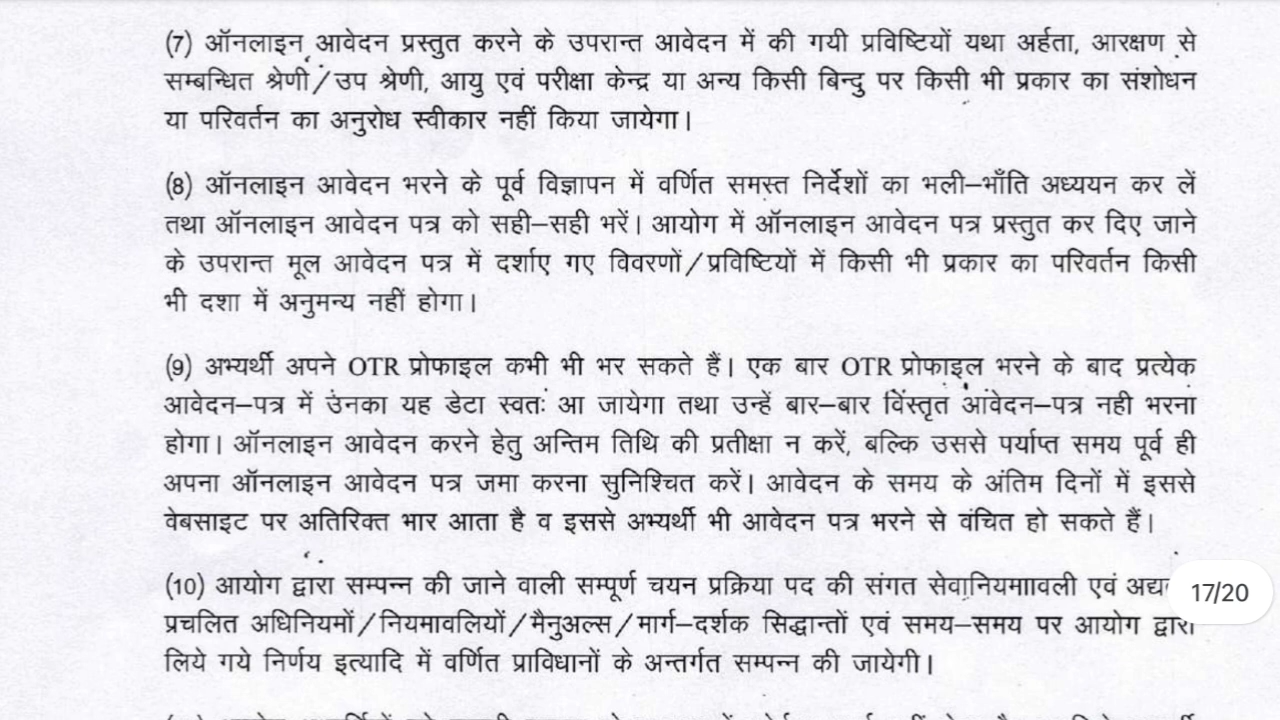 (7) ऑनलाइन आवेदन प्रस्तुत करने के उपरान्त आवेदन में की गयी प्रविष्टियों यथा अर्हता, आरक्षण से
सम्बन्धित श्रेणी/उप श्रेणी, आयु एवं परीक्षा केन्द्र या अन्य किसी बिन्दु पर किसी भी प्रकार का संशोधन
या परिवर्तन का अनुरोध स्वीकार नहीं किया जायेगा।
(8) ऑनलाइन आवेदन भरने के पूर्व विज्ञापन में वर्णित समस्त निर्देशों का भली–भाँति अध्ययन कर लें
तथा ऑनलाइन आवेदन पत्र को सही–सही भरें। आयोग में ऑनलाइन आवेदन पत्र प्रस्तुत कर दिए जाने
के उपरान्त मूल आवेदन पत्र में दर्शाए गए विवरणों/प्रविष्टियों में किसी भी प्रकार का परिवर्तन किसी
भी दशा में अनुमन्य नहीं होगा।
(9) अभ्यर्थी अपने OTR प्रोफाइल कभी भी भर सकते हैं। एक बार OTR प्रोफाइल भरने के बाद प्रत्येक
आवेदन–पत्र में उनका यह डेटा स्वतः आ जायेगा तथा उन्हें बार–बार विस्तृत आवेदन–पत्र नही भरना
होगा। ऑनलाइन आवेदन करने हेतु अन्तिम तिथि की प्रतीक्षा न करें, बल्कि उससे पर्याप्त समय पूर्व ही
अपना ऑनलाइन आवेदन पत्र जमा करना सुनिश्चित करें। आवेदन के समय के अंतिम दिनों में इससे
वेबसाइट पर अतिरिक्त भार आता है व इससे अभ्यर्थी भी आवेदन पत्र भरने से वंचित हो सकते हैं।
(10) आयोग द्वारा सम्पन्न की जाने वाली सम्पूर्ण चयन प्रक्रिया पद की संगत सेवानियमाावली एवं
17/20
प्रचलित अधिनियमों/नियमावलियों/मैनुअल्स/मार्ग–दर्शक सिद्धान्तों एवं समय–समय पर आयोग द्वारा
लिये गये निर्णय इत्यादि में वर्णित प्राविधानों के अन्तर्गत सम्पन्न की जायेगी।